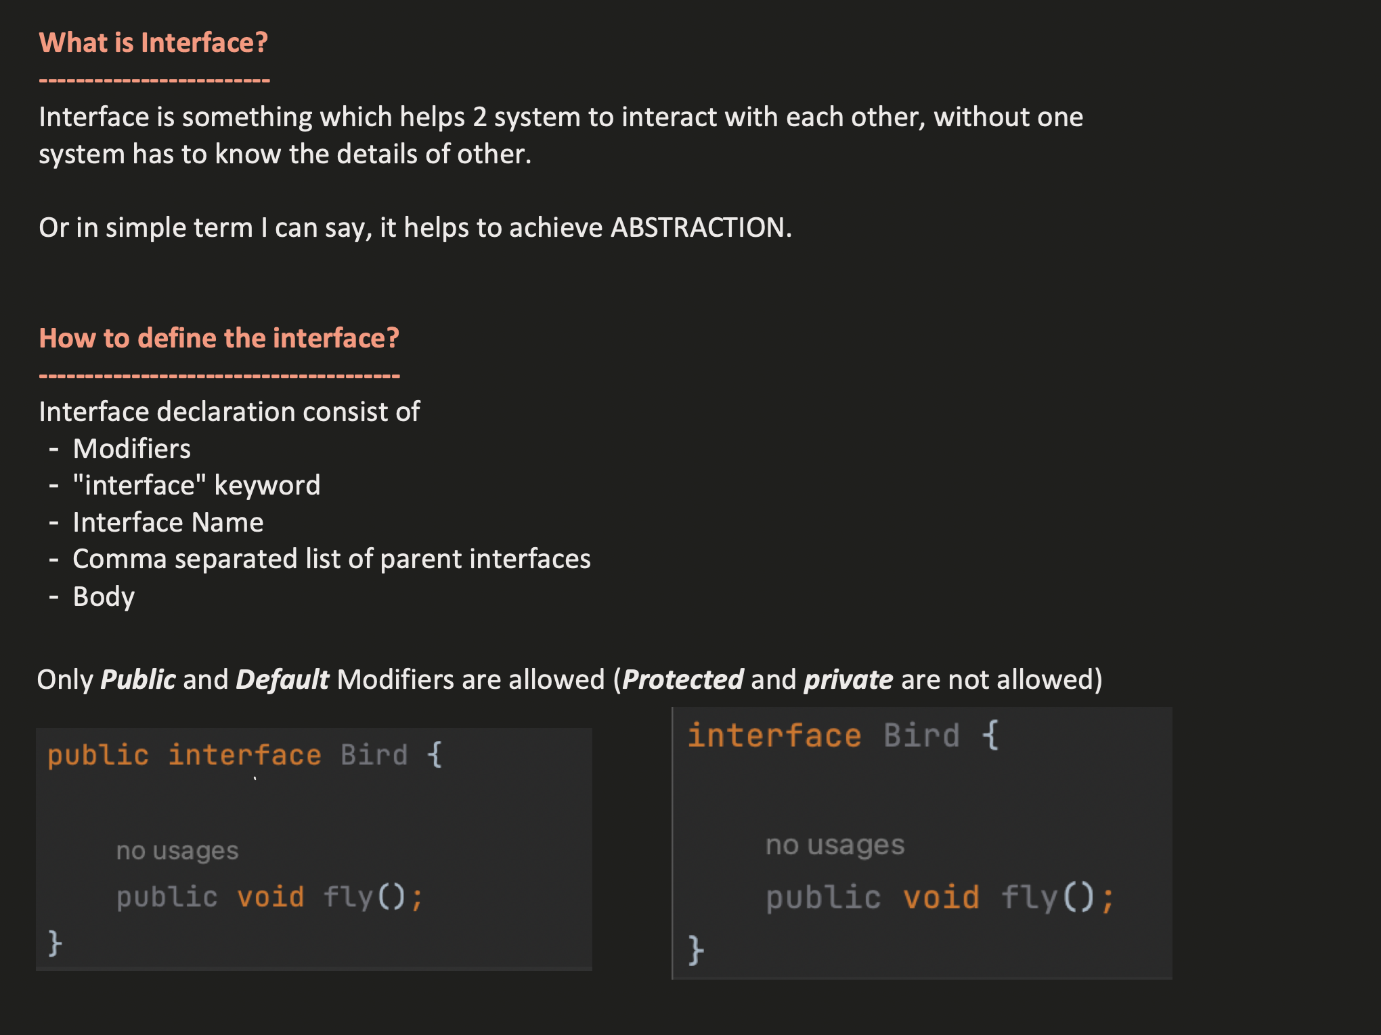 What is Interface?
-------------------------
Interface is something which helps 2 system to interact with each other, without one
system has to know the details of other.
Or in simple term I can say, it helps to achieve ABSTRACTION.
How to define the interface?
---------------------------------------
Interface declaration consist of
- Modifiers
- "interface" keyword
- Interface Name
- Comma separated list of parent interfaces
- Body
Only Public and Default Modifiers are allowed (Protected and private are not allowed)
public interface Bird {
no usages
public void fly();
}
interface Bird {
no usages
public void fly();
}